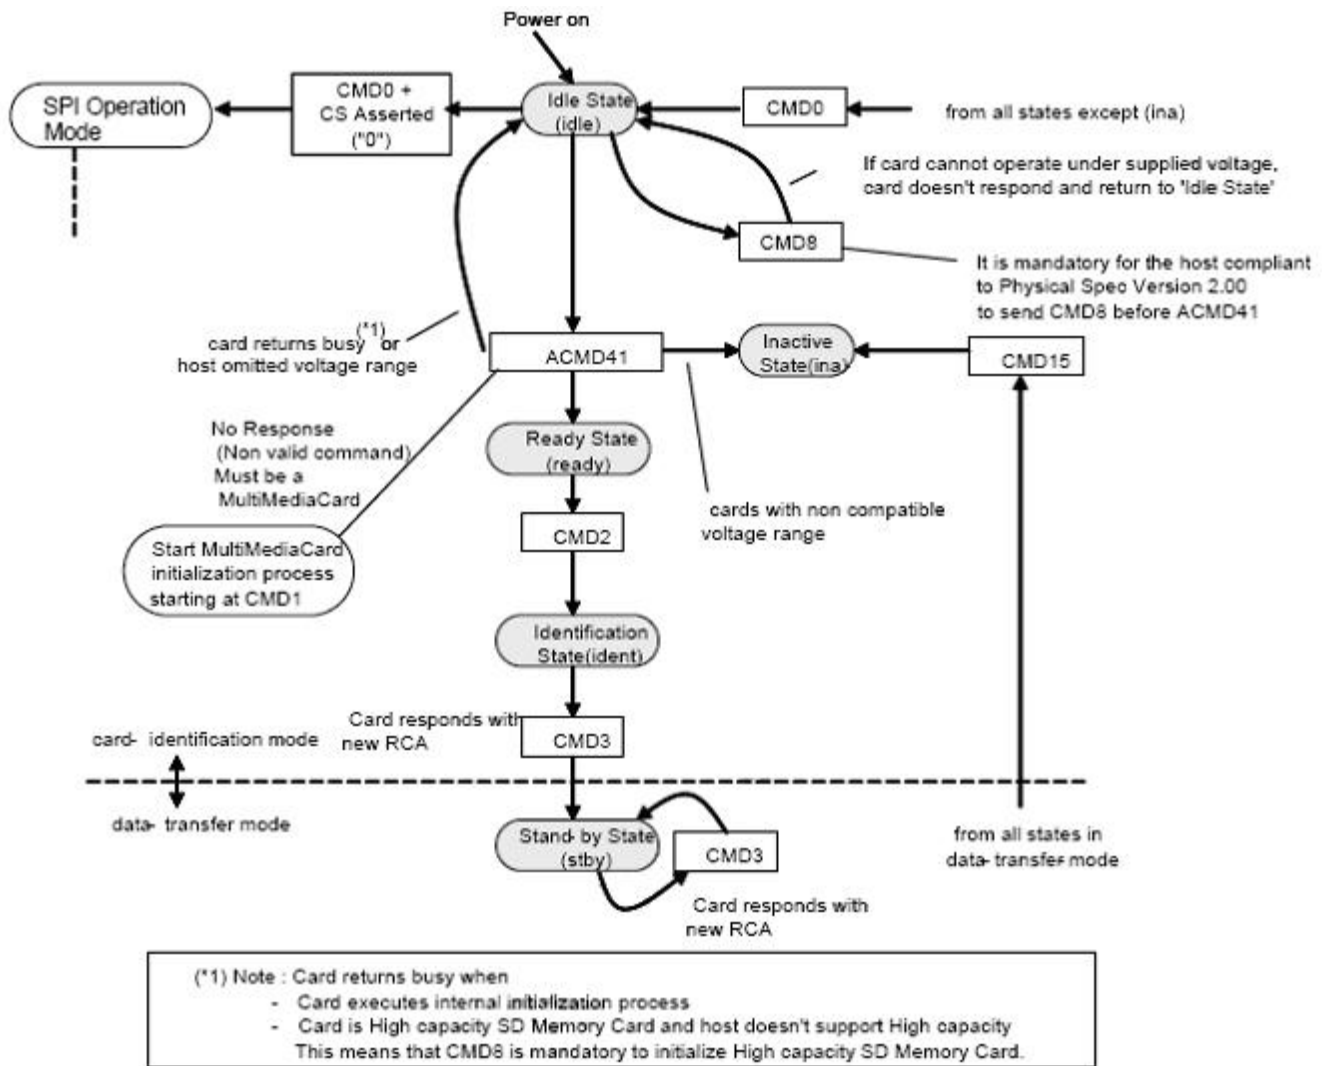 Power on
SPI Operation
Mode
CMD0 +
CS Asserted
("0")
Idle State
(idle)
CMD0
from all states except (ina)
If card cannot operate under supplied voltage,
card doesn't respond and return to 'Idle State'
CMD8
It is mandatory for the host compliant
to Physical Spec Version 2.00
to send CMD8 before ACMD41
card returns busy (*1) or
host omitted voltage range
ACMD41
Inactive
State(ina)
CMD15
No Response
(Non valid command)
Must be a
MultiMediaCard
Ready State
(ready)
cards with non compatible
voltage range
CMD2
Start MultiMediaCard
initialization process
starting at CMD1
Identification
State(ident)
Card responds with
new RCA
CMD3
card- identification mode
data- transfer mode
Stand- by State
(stby)
CMD3
from all states in
data-transfer mode
Card responds with
new RCA
(*1) Note : Card returns busy when
- Card executes internal initialization process
- Card is High capacity SD Memory Card and host doesn't support High capacity
This means that CMD8 is mandatory to initialize High capacity SD Memory Card.